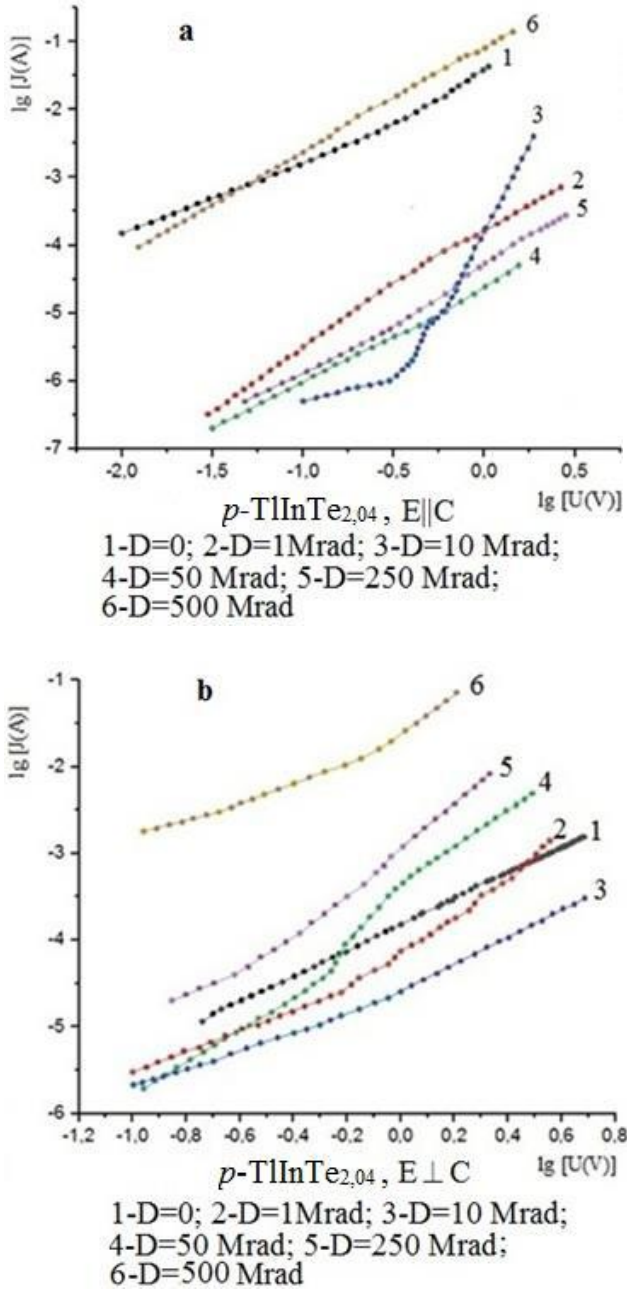 a
lg [J(A)]
-1
-2
-3
-4
-5
-6
-7
6
1
3
2
5
4
-2.0 -1.5 -1.0 -0.5 0.0 0.5
lg [U(V)]
p-TlInTe2,04 , E||C
1-D=0; 2-D=1Mrad; 3-D=10 Mrad;
4-D=50 Mrad; 5-D=250 Mrad;
6-D=500 Mrad
b
lg [J(A)]
-1
-2
-3
-4
-5
-6
6
5
4
2
1
3
-1,2 -1,0 -0,8 -0,6 -0,4 -0,2 0,0 0,2 0,4 0,6 0,8
lg [U(V)]
p-TlInTe2,04 , E⊥C
1-D=0; 2-D=1Mrad; 3-D=10 Mrad;
4-D=50 Mrad; 5-D=250 Mrad;
6-D=500 Mrad